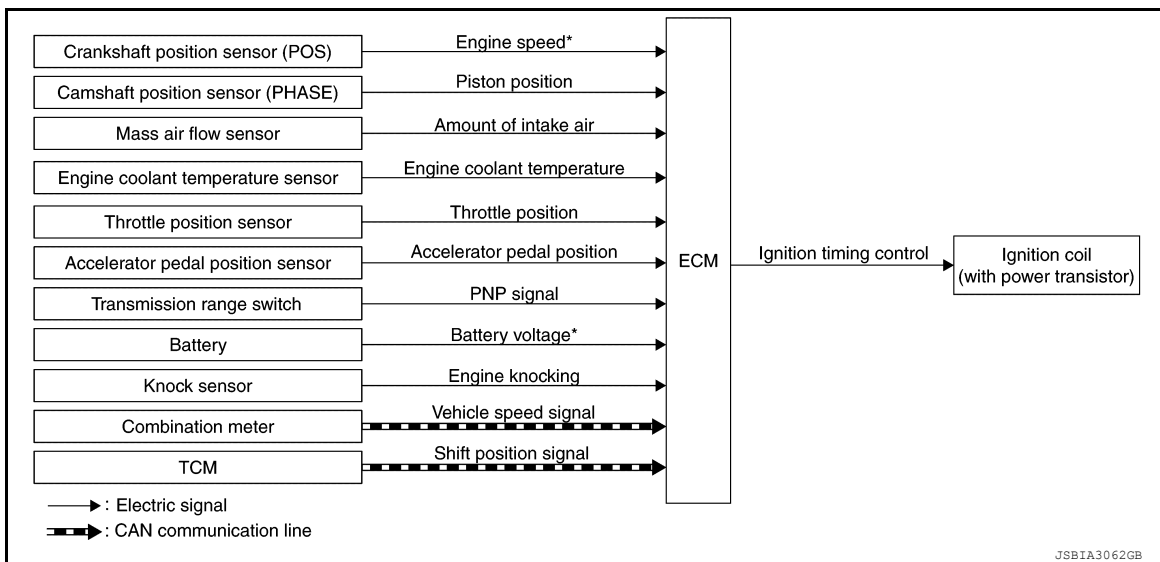 Crankshaft position sensor (POS)
Engine speed*
Camshaft position sensor (PHASE)
Piston position
Mass air flow sensor
Amount of intake air
Engine coolant temperature sensor
Engine coolant temperature
Throttle position sensor
Throttle position
Accelerator pedal position sensor
Accelerator pedal position
ECM
Ignition timing control
Ignition coil
(with power transistor)
Transmission range switch
PNP signal
Battery
Battery voltage*
Knock sensor
Engine knocking
Combination meter
Vehicle speed signal
TCM
Shift position signal
: Electric signal
: CAN communication line
JSBIA3062GB